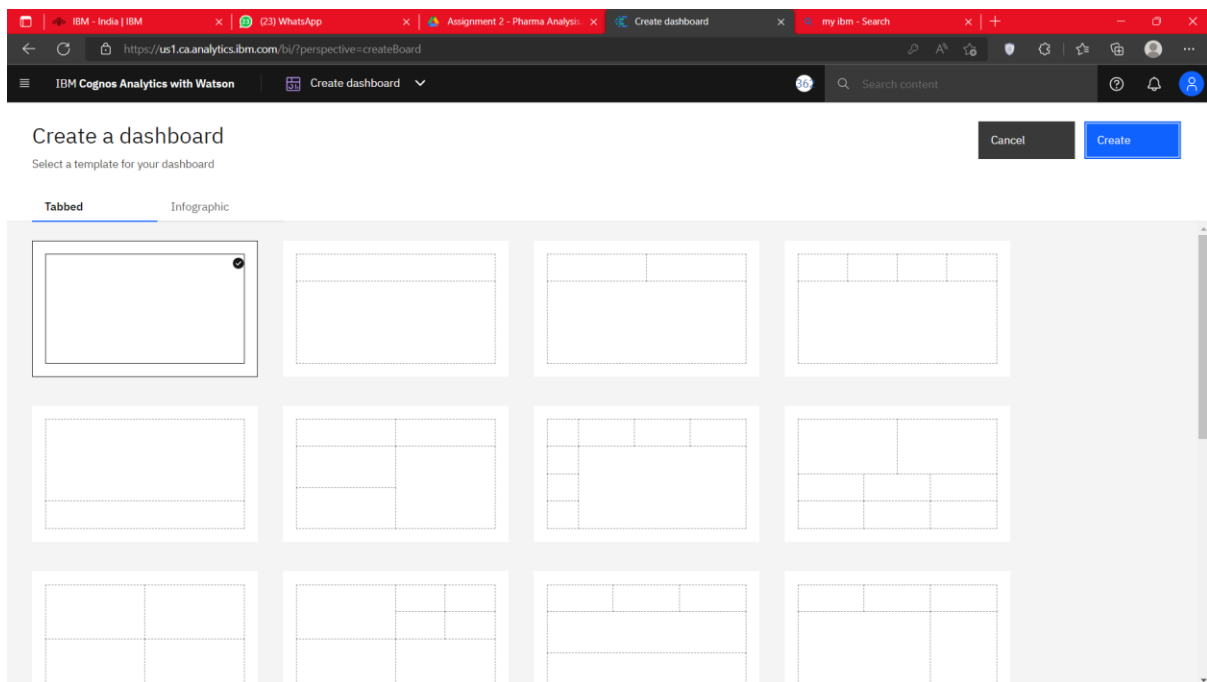 IBM - India | IBM
(23) WhatsApp
Assignment 2 - Pharma Analysis.
Create dashboard
my ibm - Search
https://us1.ca.analytics.ibm.com/bi/?perspective=createBoard
IBM Cognos Analytics with Watson
Create dashboard
362
Search content
Create a dashboard
Select a template for your dashboard
Cancel
Create
Tabbed
Infographic